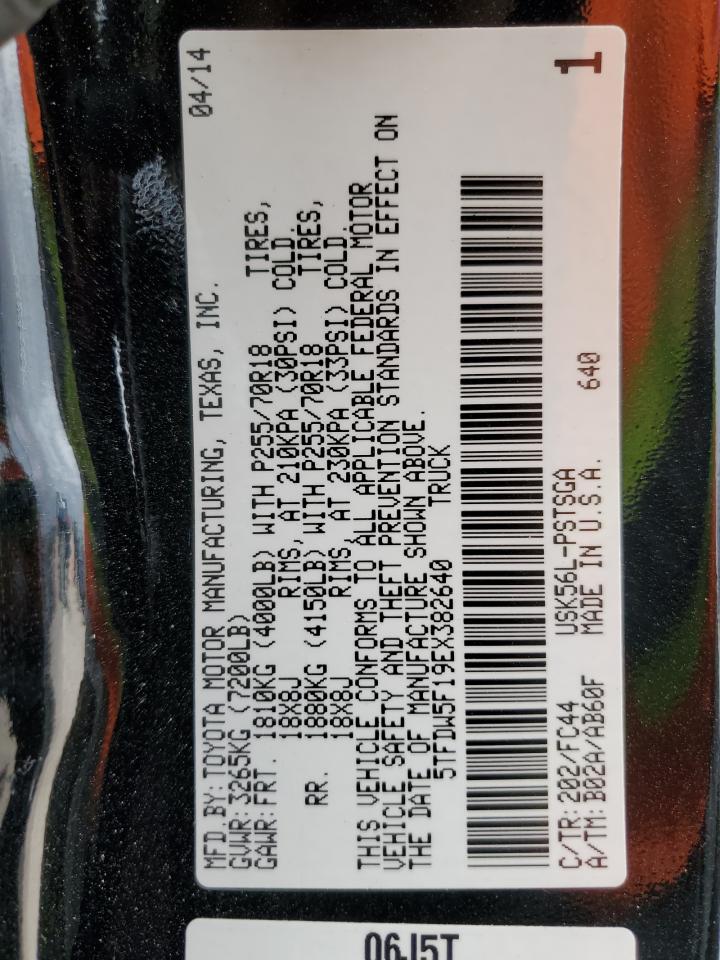 MFD BY: TOYOTA MOTOR MANUFACTURING, TEXAS, INC. 04/14
GVWR: 3265KG (7200LB)
GAWR: FRT. 1810KG (4000LB) WITH P255/70R18 TIRES,
18X8J RIMS, AT 210KPA (30PSI) COLD.
RR. 1880KG (4150LB) WITH P255/70R18 TIRES,
18X8J RIMS, AT 230KPA (33PSI) COLD.
THIS VEHICLE CONFORMS TO ALL APPLICABLE FEDERAL MOTOR
VEHICLE SAFETY AND THEFT PREVENTION STANDARDS IN EFFECT ON
THE DATE OF MANUFACTURE SHOWN ABOVE.
5TFDW5F19EX382640 TRUCK
C/TR: 202/FC44 USK56L-PSTSGA 1
A/TM: B02A/AB60F MADE IN U.S.A. 640
06J5T